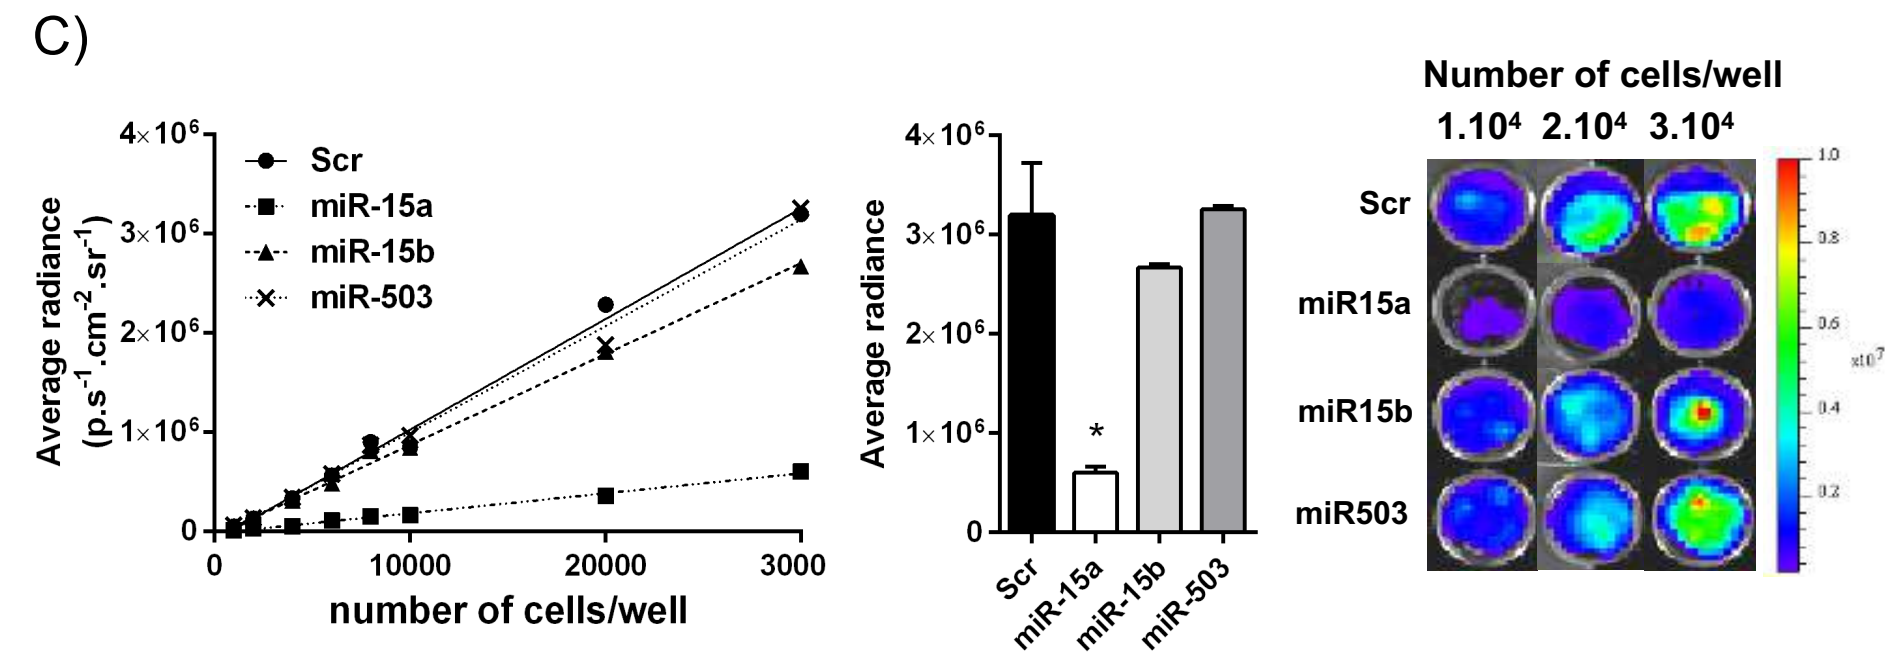 C)
Average radiance
(p.s⁻¹.cm⁻².sr⁻¹)
4×10⁶
3×10⁶
2×10⁶
1×10⁶
0
Scr
miR-15a
miR-15b
miR-503
0
10000
20000
3000
number of cells/well
Average radiance
4×10⁶
3×10⁶
2×10⁶
1×10⁶
0
*
Scr
miR-15a
miR-15b
miR-503
Number of cells/well
1.10⁴ 2.10⁴ 3.10⁴
Scr
miR15a
miR15b
miR503
1.0
0.8
0.6
x10⁷
0.4
0.2